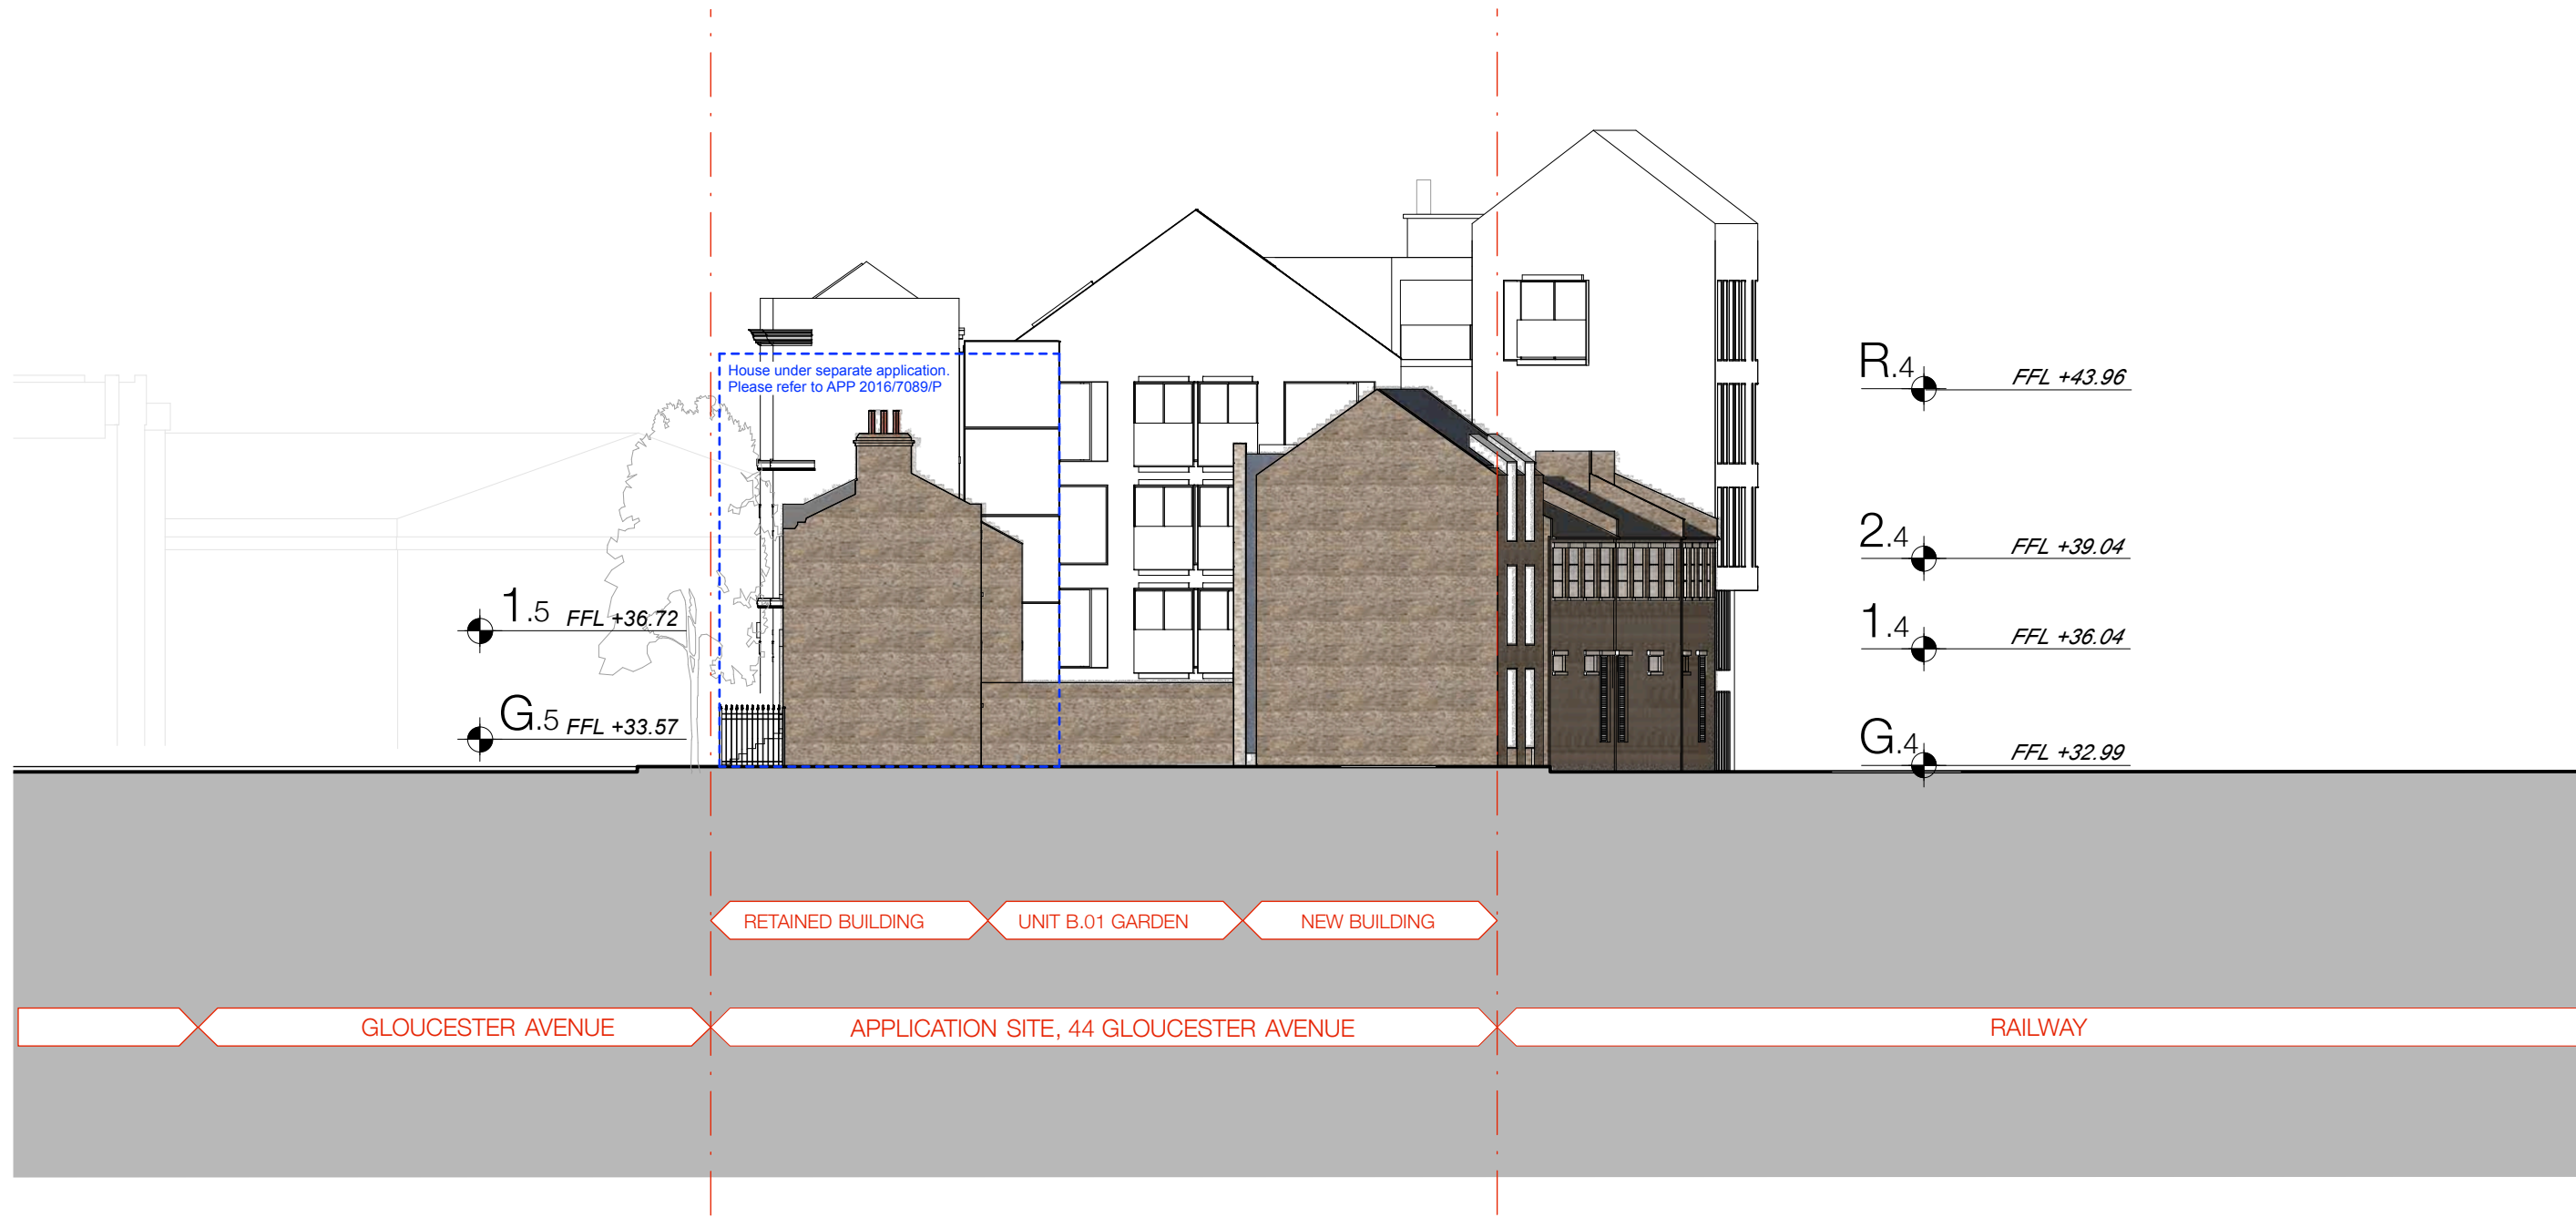 House under separate application.
Please refer to APP 2016/7089/P
R.4 FFL +43.96
2.4 FFL +39.04
1.5 FFL +36.72
1.4 FFL +36.04
G.5 FFL +33.57
G.4 FFL +32.99
RETAINED BUILDING
UNIT B.01 GARDEN
NEW BUILDING
GLOUCESTER AVENUE
APPLICATION SITE, 44 GLOUCESTER AVENUE
RAILWAY